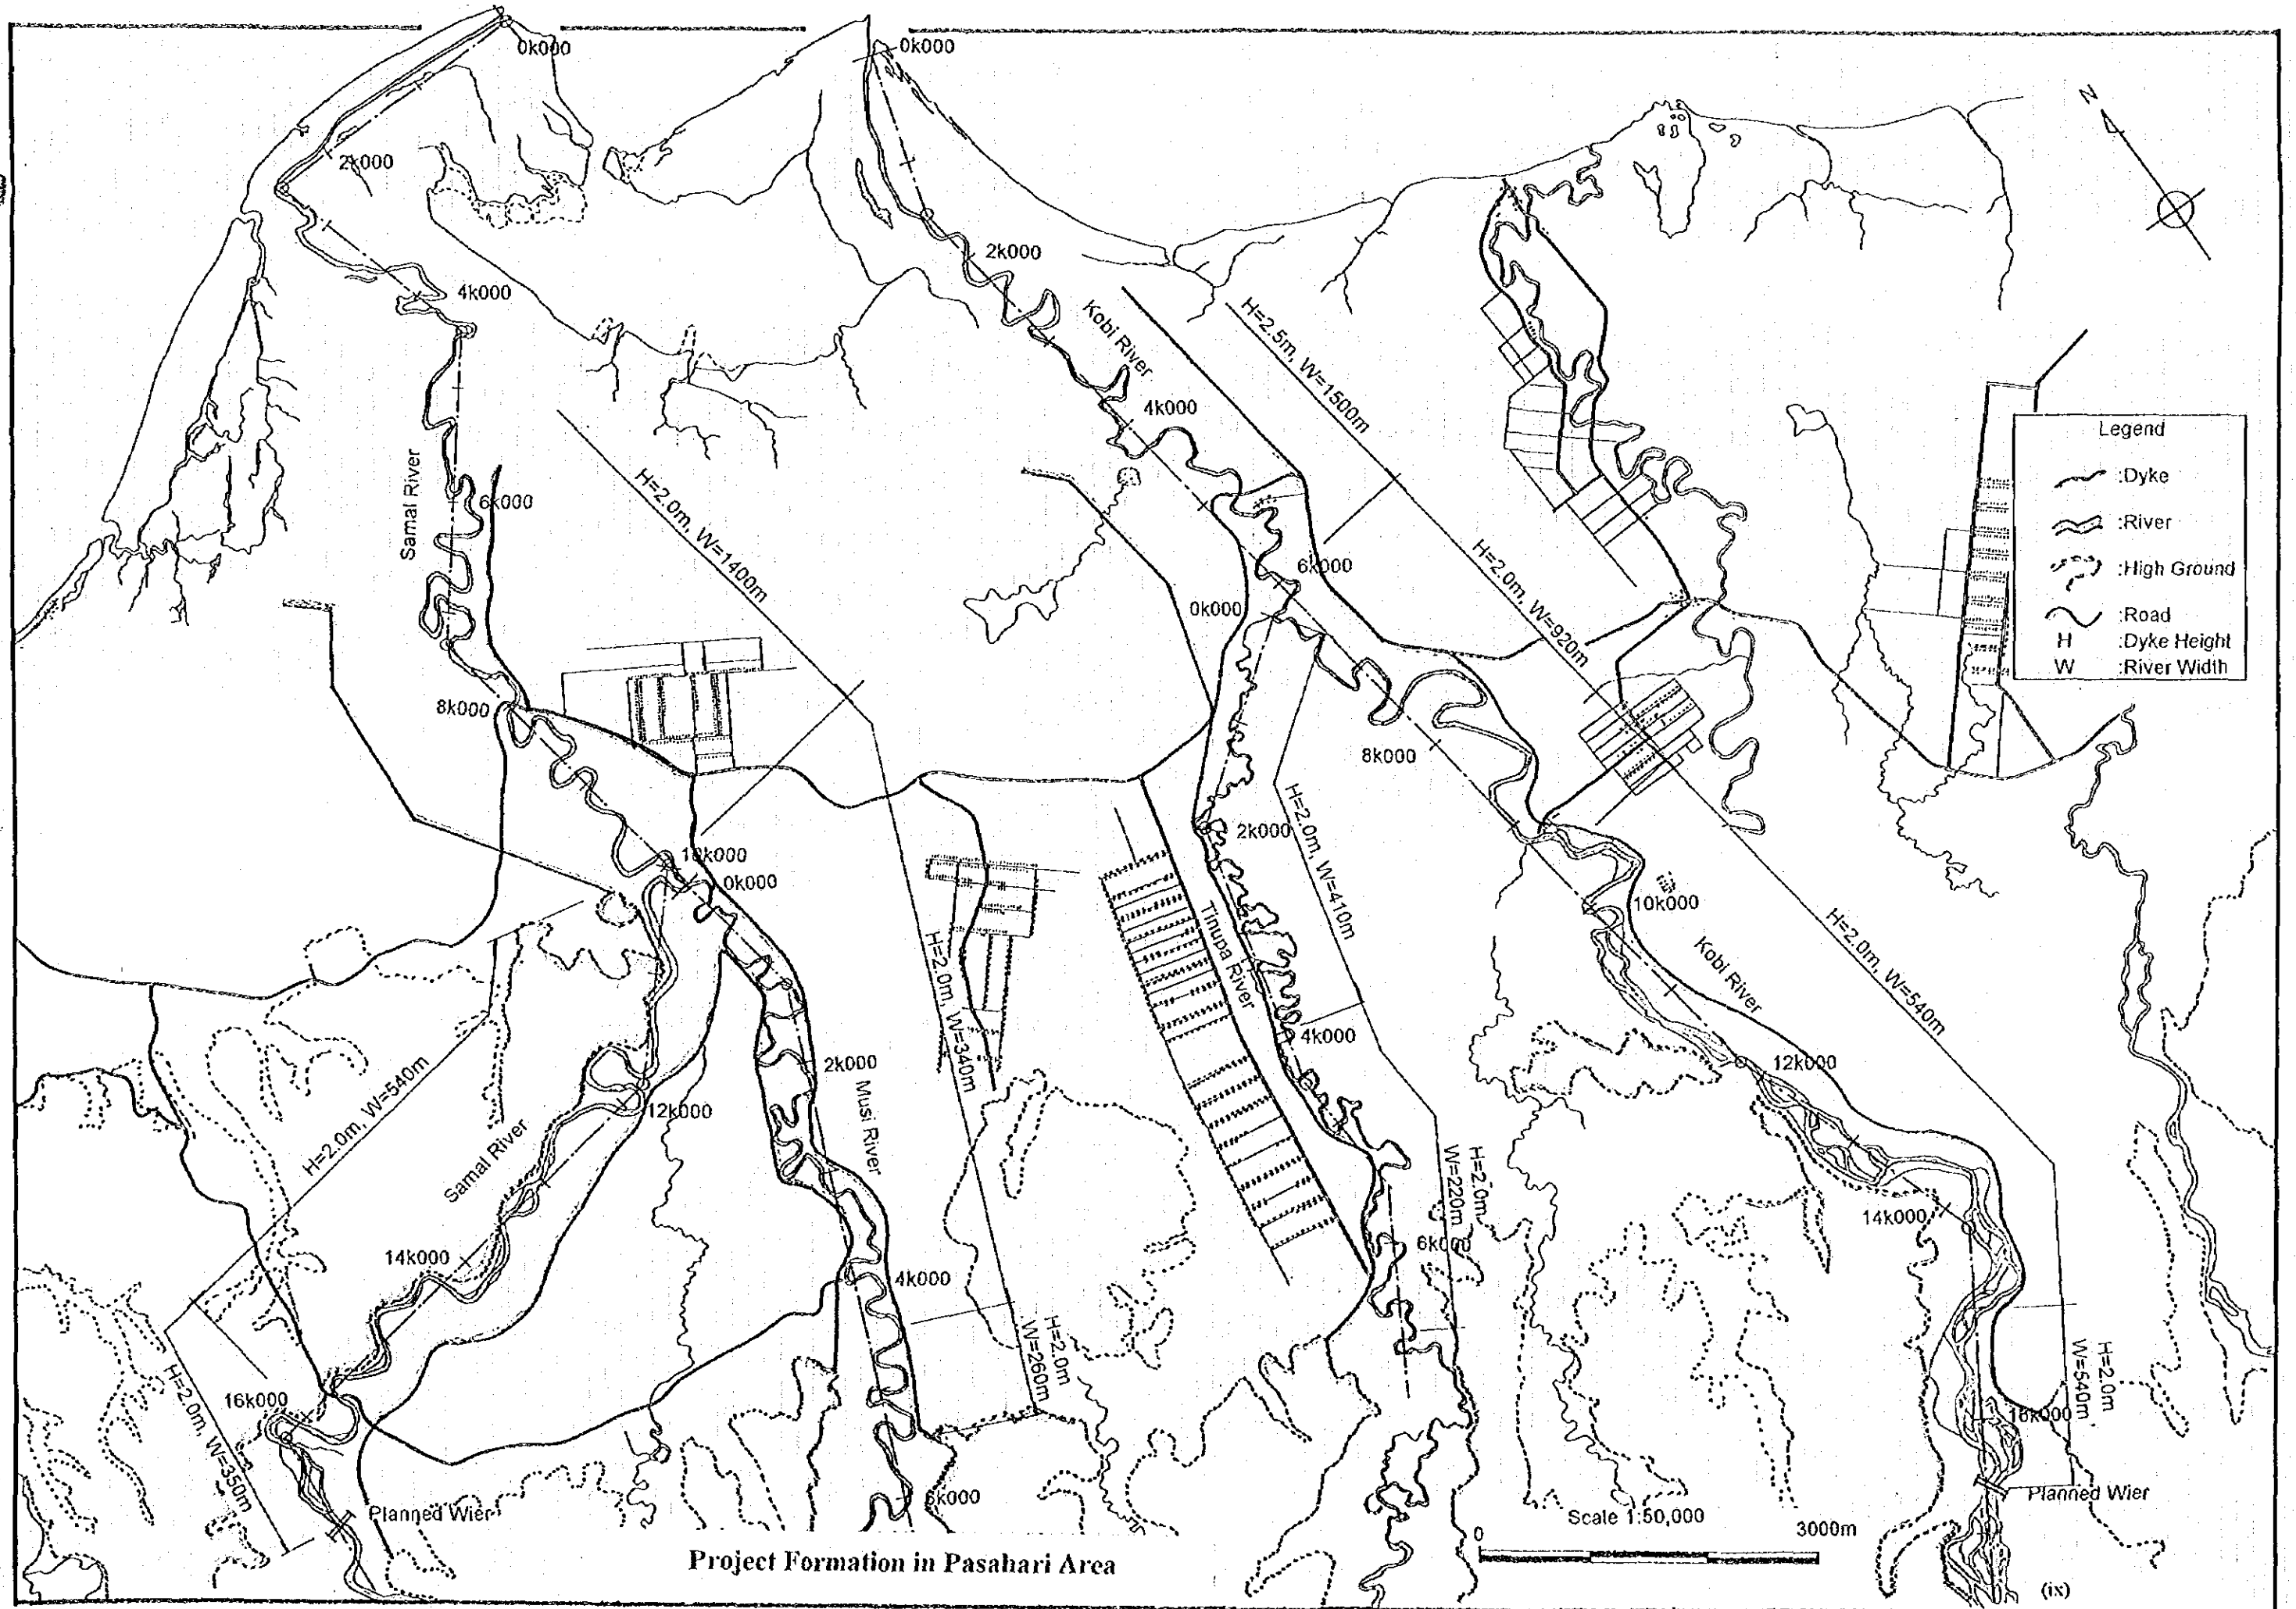 0k000
0k000
N
2k000
2k000
4k000
Kobi River
H=2.5m, W=1500m
4k000
Legend
:Dyke
:River
:High Ground
:Road
H :Dyke Height
W :River Width
Samal River
6k000
H=2.0m, W=1400m
6k000
H=2.0m, W=920m
0k000
8k000
8k000
2k000
H=2.0m, W=410m
10k000
0k000
10k000
Tinupa River
Kobi River
H=2.0m, W=540m
H=2.0m, W=340m
4k000
2k000
12k000
H=2.0m, W=540m
12k000
Musi River
Samal River
H=2.0m
W=220m
14k000
6k000
14k000
4k000
H=2.0m
W=260m
H=2.0m
W=540m
16k000
16k000
H=2.0m, W=350m
Planned Wier
Planned Wier
Scale 1:50,000
0 3000m
Project Formation in Pasahari Area
(ix)